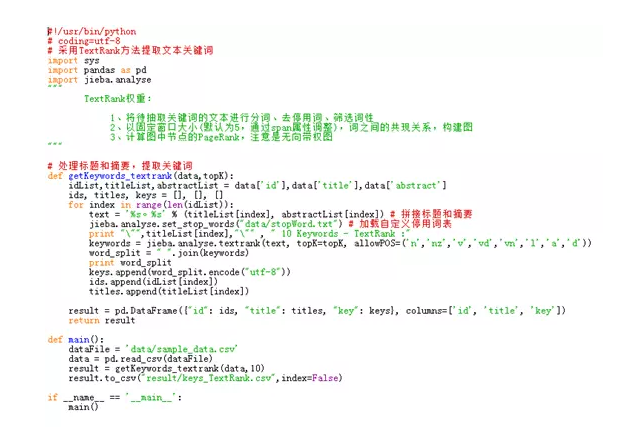 #!/usr/bin/python
# coding=utf-8
# 采用TextRank方法提取文本关键词
import sys
import pandas as pd
import jieba.analyse
"""
       TextRank权重：

            1、将待抽取关键词的文本进行分词、去停用词、筛选词性
            2、以固定窗口大小(默认为5，通过span属性调整)，词之间的共现关系，构建图
            3、计算图中节点的PageRank，注意是无向带权图
"""

# 处理标题和摘要，提取关键词
def getKeywords_textrank(data,topK):
    idList,titleList,abstractList = data['id'],data['title'],data['abstract']
    ids, titles, keys = [], [], []
    for index in range(len(idList)):
        text = '%s。%s' % (titleList[index], abstractList[index]) # 拼接标题和摘要
        jieba.analyse.set_stop_words("data/stopWord.txt") # 加载自定义停用词表
        print "\"",titleList[index],"\"" , " 10 Keywords - TextRank :"
        keywords = jieba.analyse.textrank(text, topK=topK, allowPOS=('n','nz','v','vd','vn','l','a','d'))
        word_split = " ".join(keywords)
        print word_split
        keys.append(word_split.encode("utf-8"))
        ids.append(idList[index])
        titles.append(titleList[index])

    result = pd.DataFrame({"id": ids, "title": titles, "key": keys}, columns=['id', 'title', 'key'])
    return result

def main():
    dataFile = 'data/sample_data.csv'
    data = pd.read_csv(dataFile)
    result = getKeywords_textrank(data,10)
    result.to_csv("result/keys_TextRank.csv",index=False)

if __name__ == '__main__':
    main()